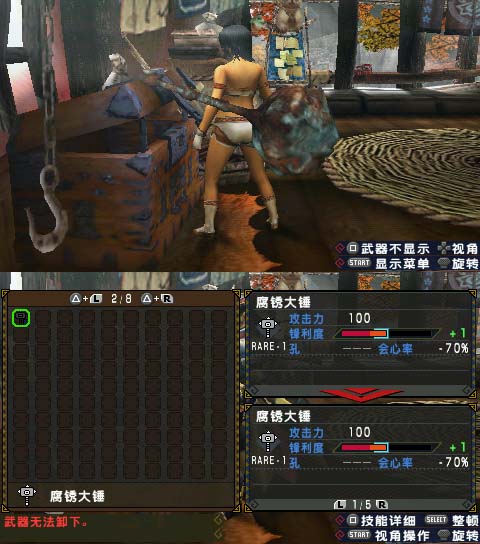 武器不显示 视角
START 显示菜单 旋转
△+L 2/8 △+R
腐锈大锤
攻击力 100
锋利度 +1
RARE-1 孔 --- 会心率 -70%
腐锈大锤
攻击力 100
锋利度 +1
RARE-1 孔 --- 会心率 -70%
腐锈大锤
L 1/5 R
武器无法卸下。
技能详细 SELECT 整顿
START 视角操作 旋转